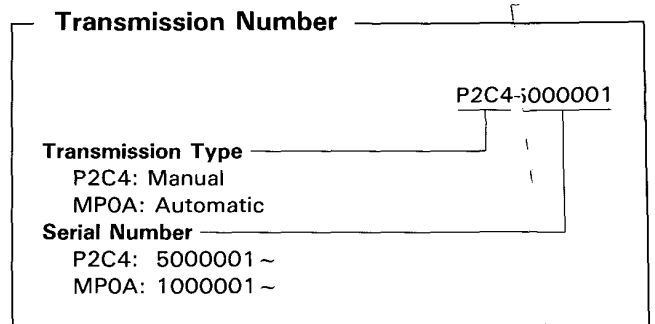 Transmission Number
P2C4-5000001
Transmission Type
P2C4: Manual
MP0A: Automatic
Serial Number
P2C4: 5000001~
MP0A: 1000001~